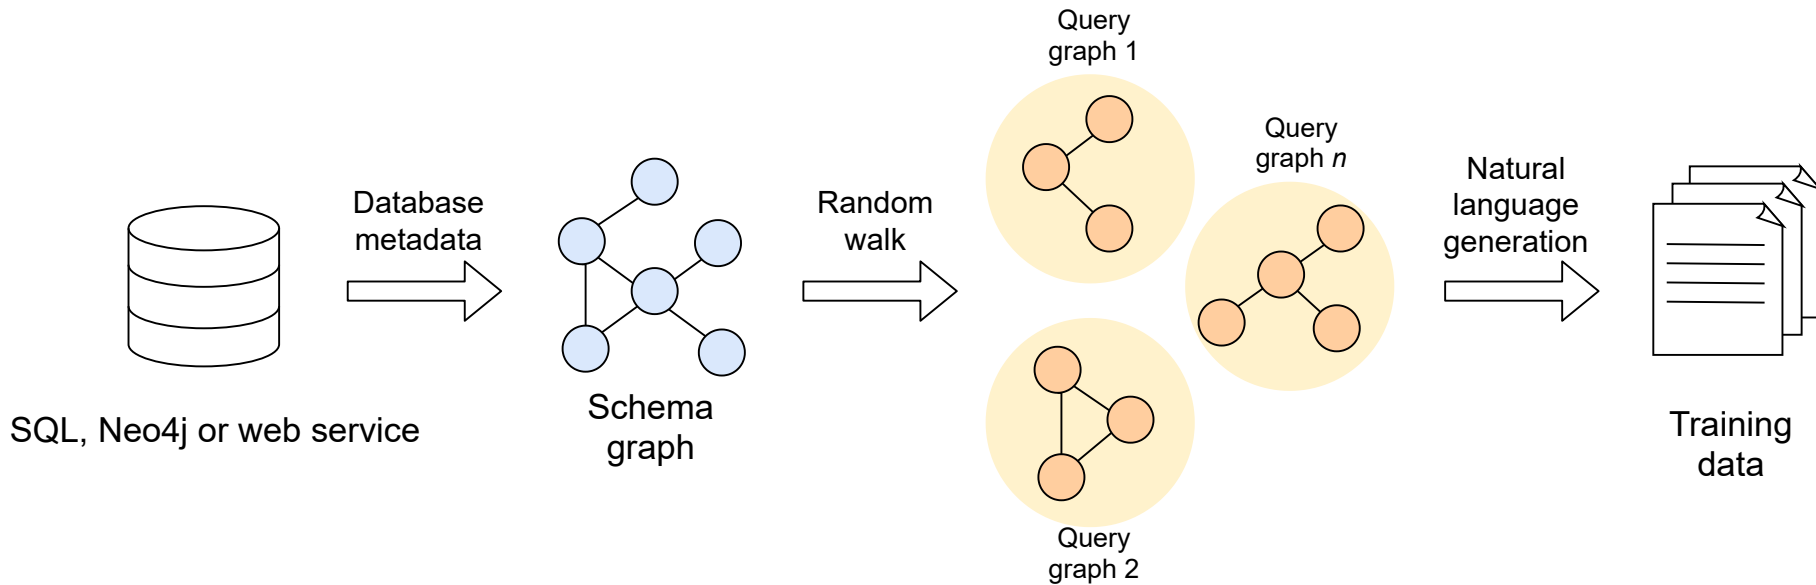 SQL, Neo4j or web service
Database
metadata
Schema
graph
Random
walk
Query
graph 1
Query
graph n
Query
graph 2
Natural
language
generation
Training
data